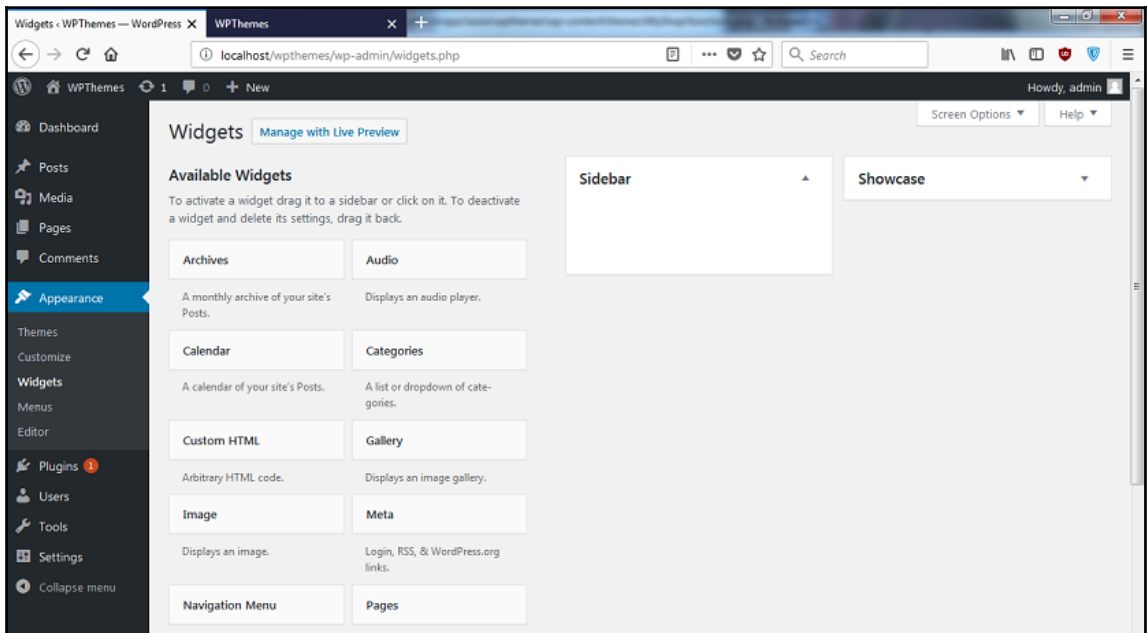 Widgets ‹ WPThemes — WordPress
WPThemes
localhost/wpthemes/wp-admin/widgets.php
Search
WPThemes 1 0 + New
Howdy, admin
Dashboard
Posts
Media
Pages
Comments
Appearance
Themes
Customize
Widgets
Menus
Editor
Plugins 1
Users
Tools
Settings
Collapse menu
Screen Options
Help
Widgets
Manage with Live Preview
Available Widgets
To activate a widget drag it to a sidebar or click on it. To deactivate
a widget and delete its settings, drag it back.
Archives
A monthly archive of your site's
Posts.
Audio
Displays an audio player.
Calendar
A calendar of your site's Posts.
Categories
A list or dropdown of cate-
gories.
Custom HTML
Arbitrary HTML code.
Gallery
Displays an image gallery.
Image
Displays an image.
Meta
Login, RSS, & WordPress.org
links.
Navigation Menu
Pages
Sidebar
Showcase